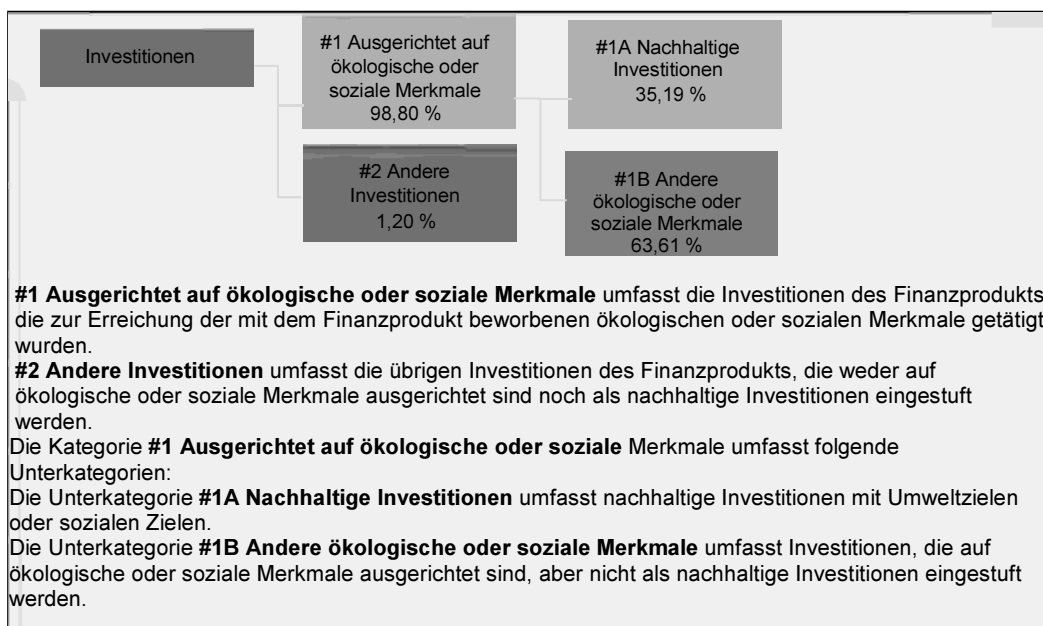 Investitionen
#1 Ausgerichtet auf
ökologische oder
soziale Merkmale
98,80 %
#1A Nachhaltige
Investitionen
35,19 %
#2 Andere
Investitionen
1,20 %
#1B Andere
ökologische oder
soziale Merkmale
63,61 %
#1 Ausgerichtet auf ökologische oder soziale Merkmale umfasst die Investitionen des Finanzprodukts
die zur Erreichung der mit dem Finanzprodukt beworbenen ökologischen oder sozialen Merkmale getätigt
wurden.
#2 Andere Investitionen umfasst die übrigen Investitionen des Finanzprodukts, die weder auf
ökologische oder soziale Merkmale ausgerichtet sind noch als nachhaltige Investitionen eingestuft
werden.
Die Kategorie #1 Ausgerichtet auf ökologische oder soziale Merkmale umfasst folgende
Unterkategorien:
Die Unterkategorie #1A Nachhaltige Investitionen umfasst nachhaltige Investitionen mit Umweltzielen
oder sozialen Zielen.
Die Unterkategorie #1B Andere ökologische oder soziale Merkmale umfasst Investitionen, die auf
ökologische oder soziale Merkmale ausgerichtet sind, aber nicht als nachhaltige Investitionen eingestuft
werden.